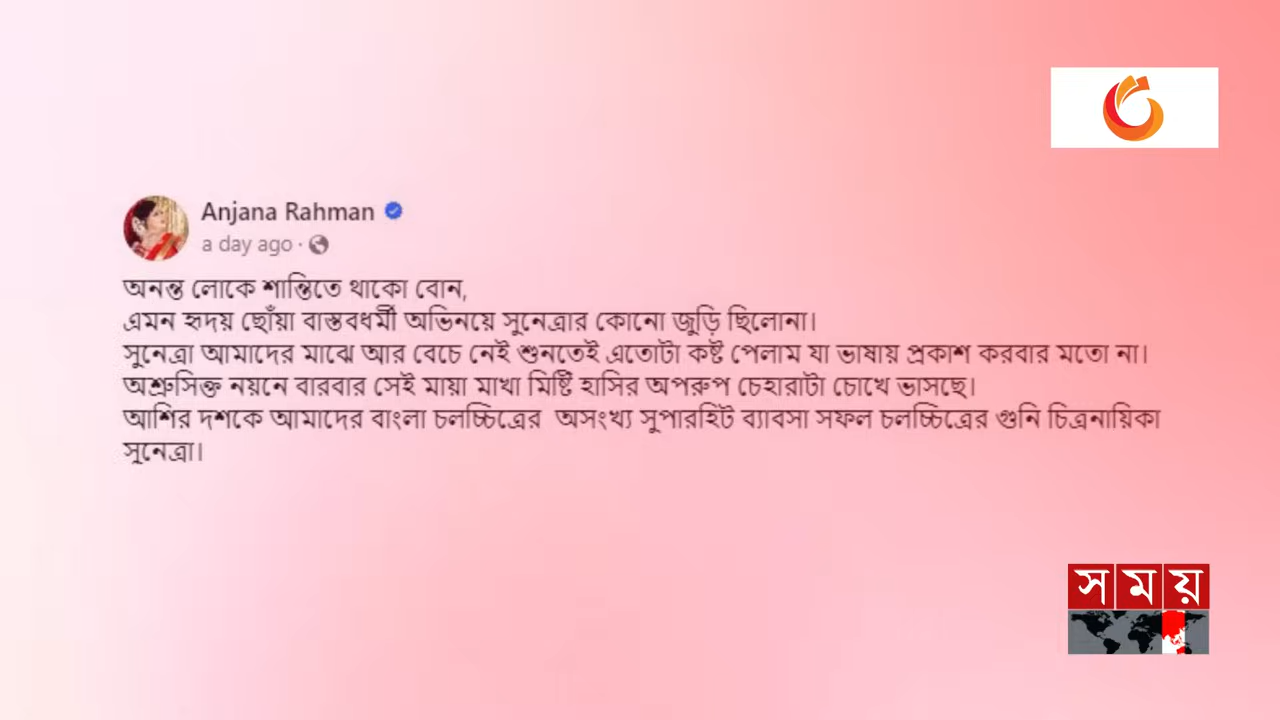 Anjana Rahman
a day ago ·
অনন্ত লোকে শান্তিতে থাকো বোন,
এমন হৃদয় ছোঁয়া বাস্তবধর্মী অভিনয়ে সুনেত্রার কোনো জুড়ি ছিলোনা।
সুনেত্রা আমাদের মাঝে আর বেচে নেই শুনতেই এতোটা কষ্ট পেলাম যা ভাষায় প্রকাশ করবার মতো না।
অশ্রুসিক্ত নয়নে বারবার সেই মায়া মাখা মিষ্টি হাসির অপরুপ চেহারাটা চোখে ভাসছে।
আশির দশকে আমাদের বাংলা চলচ্চিত্রের অসংখ্য সুপারহিট ব্যাবসা সফল চলচ্চিত্রের গুনি চিত্রনায়িকা
সুনেত্রা।
সময়